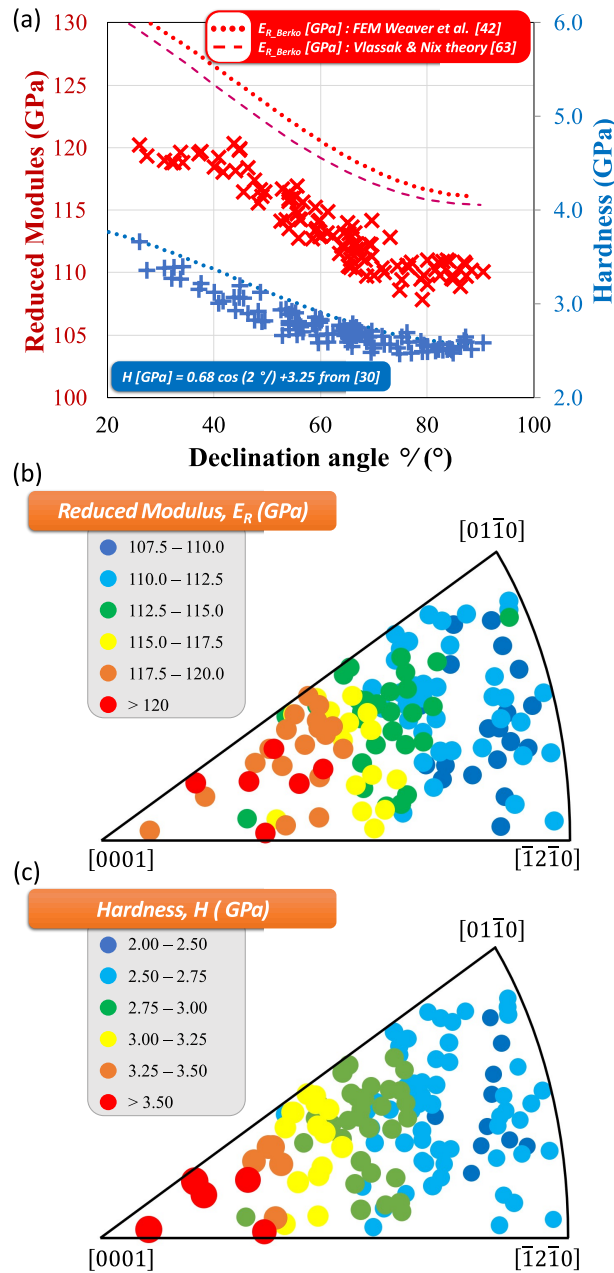 (a)
130
125
120
115
110
105
100
Reduced Modules (GPa)
E_R_Berko [GPa] : FEM Weaver et al. [42]
E_R_Berko [GPa] : Vlassak & Nix theory [63]
6.0
5.0
4.0
3.0
2.0
Hardness (GPa)
H [GPa] = 0.68 cos (2 °/) +3.25 from [30]
20 40 60 80 100
Declination angle °/ (°)
(b)
Reduced Modulus, E_R (GPa)
107.5 – 110.0
110.0 – 112.5
112.5 – 115.0
115.0 – 117.5
117.5 – 120.0
> 120
[011̅0]
[0001]
[1̅21̅0]
(c)
Hardness, H ( GPa)
2.00 – 2.50
2.50 – 2.75
2.75 – 3.00
3.00 – 3.25
3.25 – 3.50
> 3.50
[011̅0]
[0001]
[1̅21̅0]